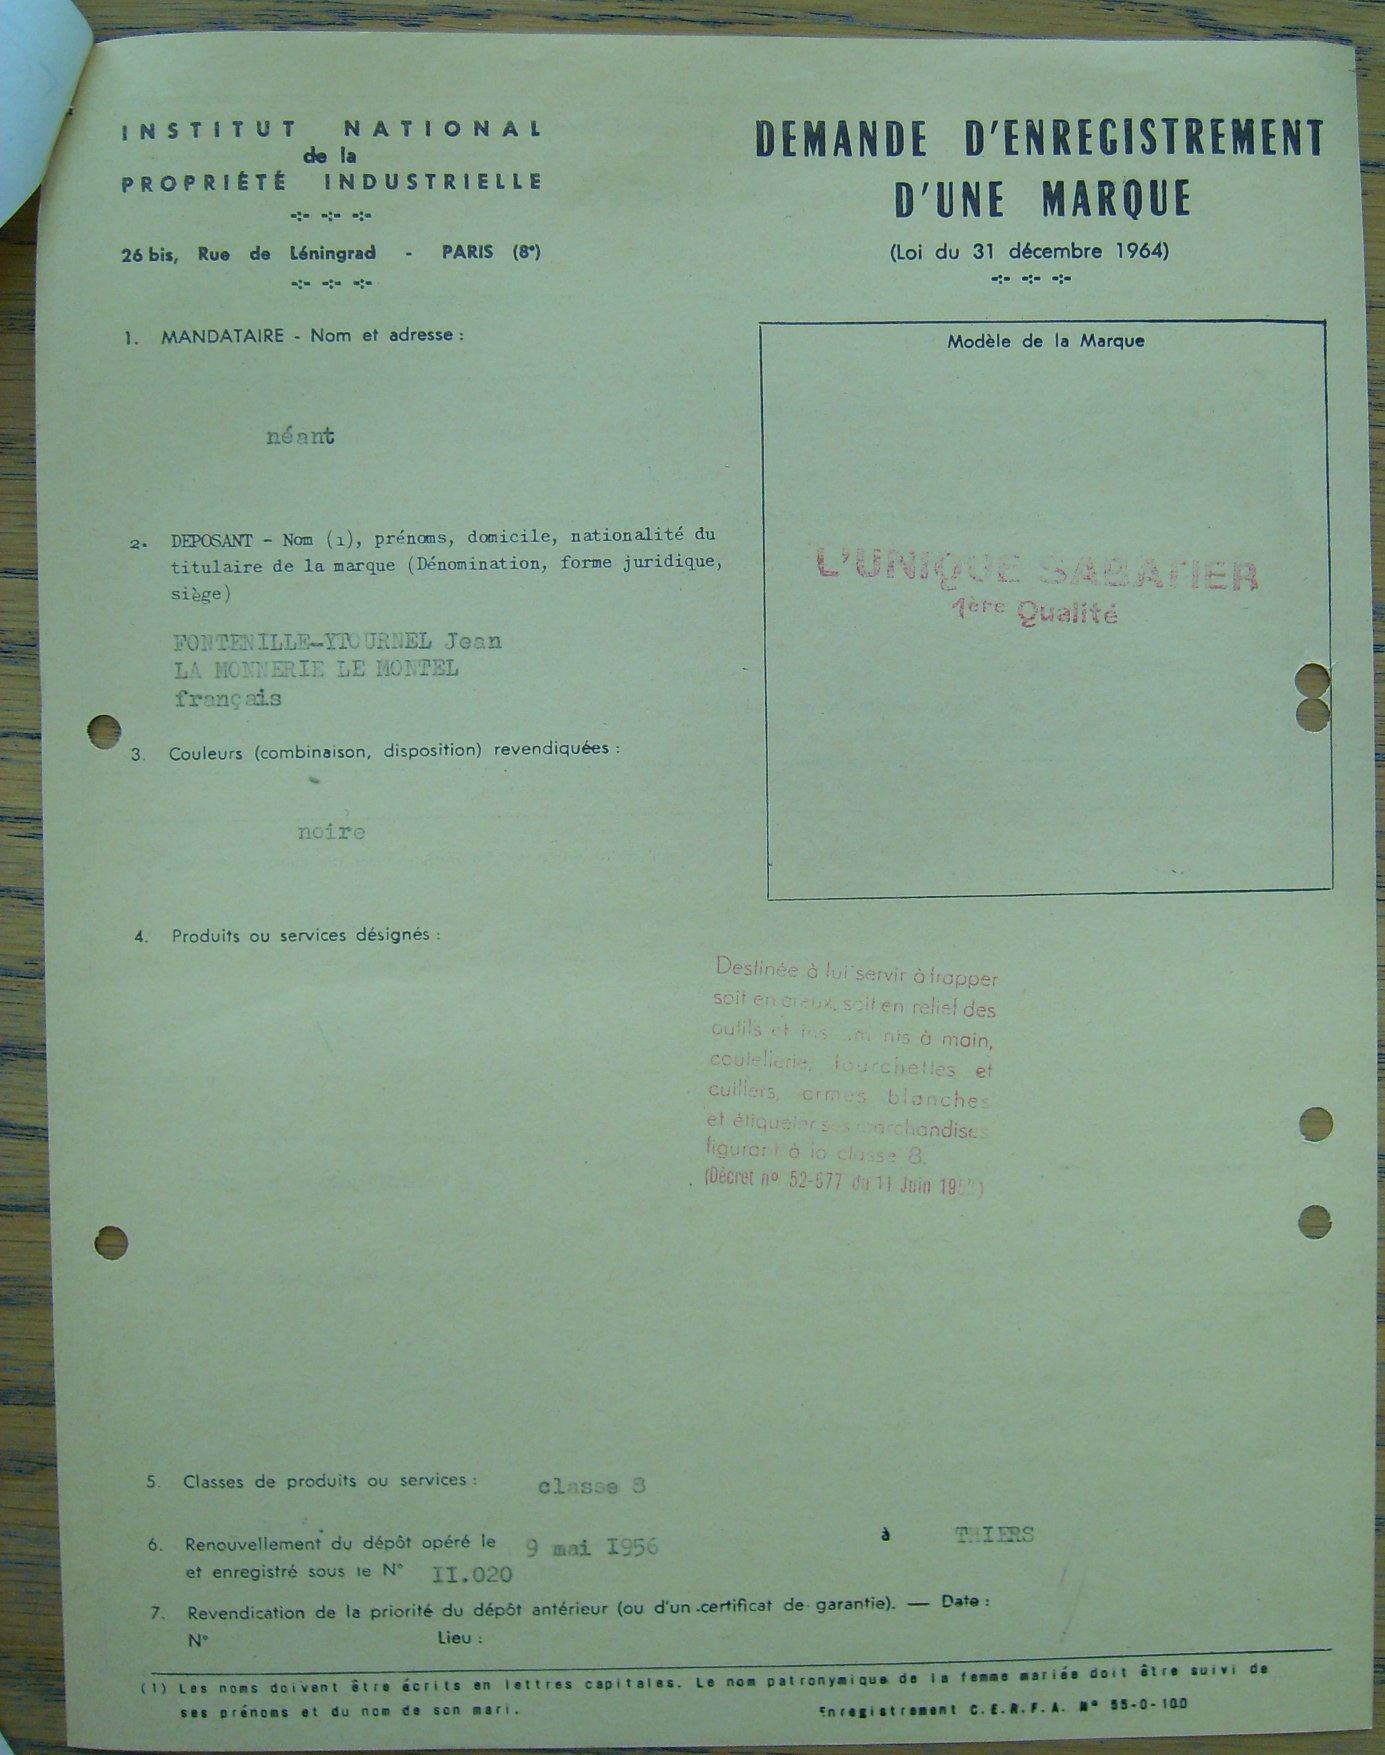 INSTITUT NATIONAL
de la
PROPRIÉTÉ INDUSTRIELLE
26 bis, Rue de Léningrad - PARIS (8e)
DEMANDE D'ENREGISTREMENT
D'UNE MARQUE
(Loi du 31 décembre 1964)
1. MANDATAIRE - Nom et adresse :
néant
Modèle de la Marque
L'UNIQUE SABATIER
1ère Qualité
2. DEPOSANT - Nom (1), prénoms, domicile, nationalité du
titulaire de la marque (Dénomination, forme juridique,
siège)
FONTENILLE-YTOURNEL Jean
LA MONNERIE LE MONTEL
français
3. Couleurs (combinaison, disposition) revendiquées :
noire
4. Produits ou services désignés :
Destinée à lui servir à frapper
soit en creux, soit en relief des
outils et à main,
coutellerie, fourchettes et
cuillers, armes blanches
et étiqueter ses marchandises
figurant à la classe 8.
(Décret nº 52-677 du 11 Juin
5. Classes de produits ou services : classe 8
6. Renouvellement du dépôt opéré le 9 mai I956 à THIERS
et enregistré sous le N° II.020
7. Revendication de la priorité du dépôt antérieur (ou d'un certificat de garantie). — Date :
N° Lieu :
(1) Les noms doivent être écrits en lettres capitales. Le nom patronymique de la femme mariée doit être suivi de
ses prénoms et du nom de son mari.
Enregistrement C.E.R.F.A. N° 55-0-100